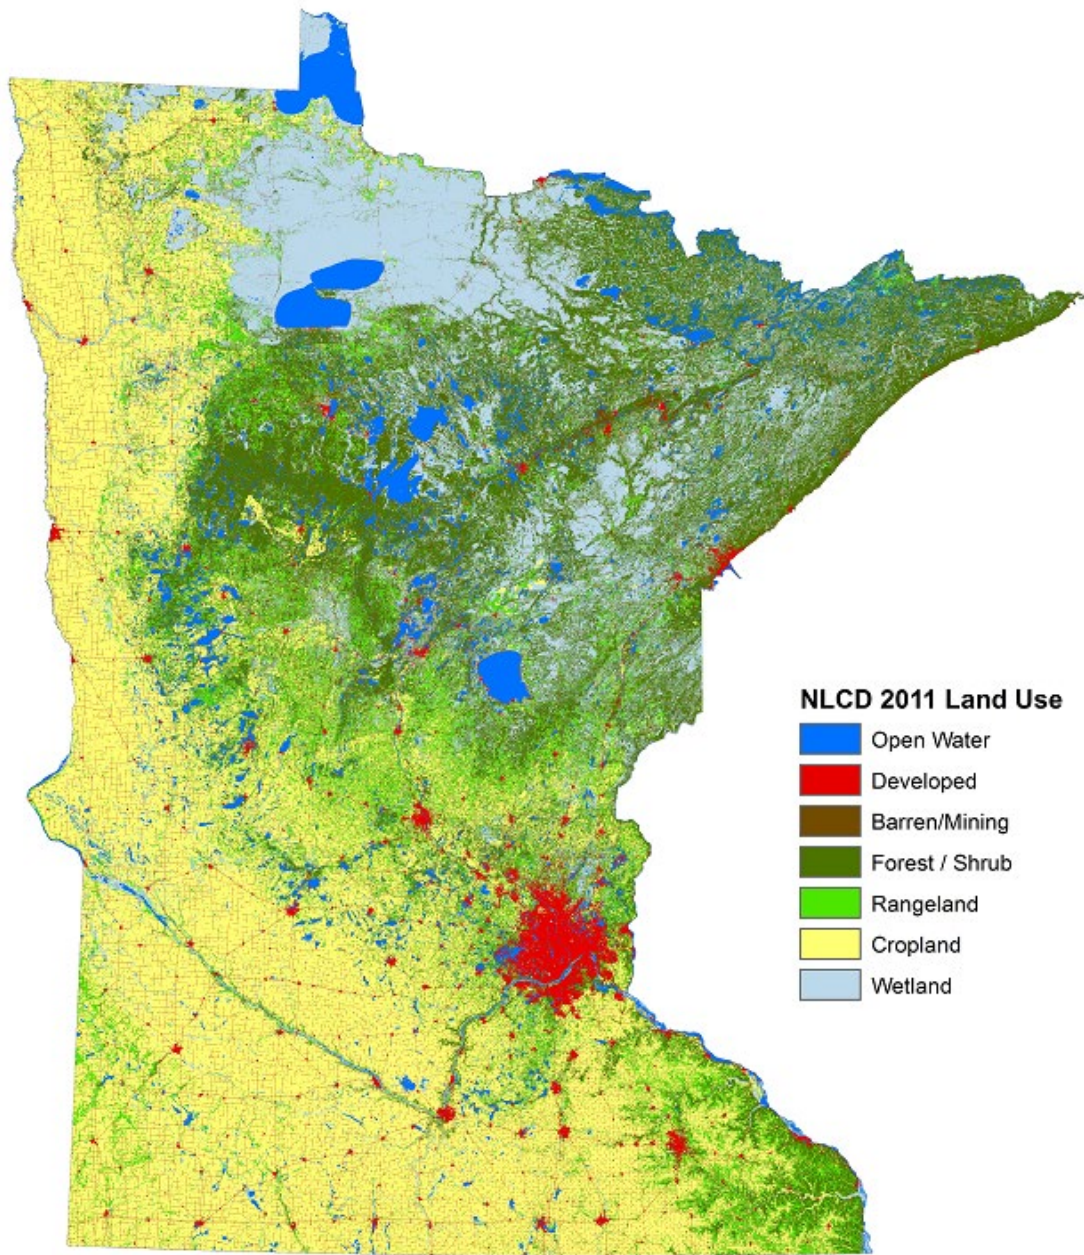 NLCD 2011 Land Use
Open Water
Developed
Barren/Mining
Forest / Shrub
Rangeland
Cropland
Wetland